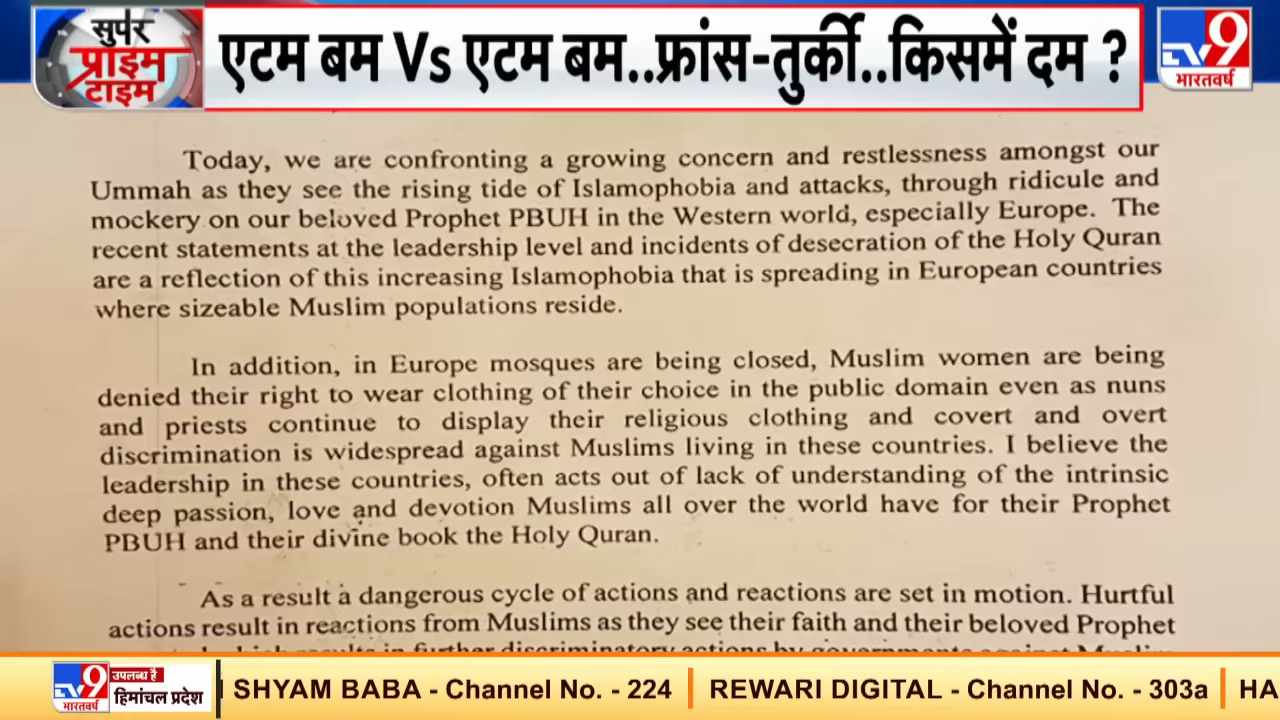 सुपर
प्राइम
टाइम
एटम बम Vs एटम बम..फ्रांस-तुर्की..किसमें दम ?
TV9
भारतवर्ष
Today, we are confronting a growing concern and restlessness amongst our
Ummah as they see the rising tide of Islamophobia and attacks, through ridicule and
mockery on our beloved Prophet PBUH in the Western world, especially Europe. The
recent statements at the leadership level and incidents of desecration of the Holy Quran
are a reflection of this increasing Islamophobia that is spreading in European countries
where sizeable Muslim populations reside.
In addition, in Europe mosques are being closed, Muslim women are being
denied their right to wear clothing of their choice in the public domain even as nuns
and priests continue to display their religious clothing and covert and overt
discrimination is widespread against Muslims living in these countries. I believe the
leadership in these countries, often acts out of lack of understanding of the intrinsic
deep passion, love and devotion Muslims all over the world have for their Prophet
PBUH and their divine book the Holy Quran.
As a result a dangerous cycle of actions and reactions are set in motion. Hurtful
actions result in reactions from Muslims as they see their faith and their beloved Prophet
results in further discriminatory actions by governments against Muslim
TV9
भारतवर्ष
उपलब्ध है
हिमांचल प्रदेश
SHYAM BABA - Channel No. - 224
REWARI DIGITAL - Channel No. - 303a
HA